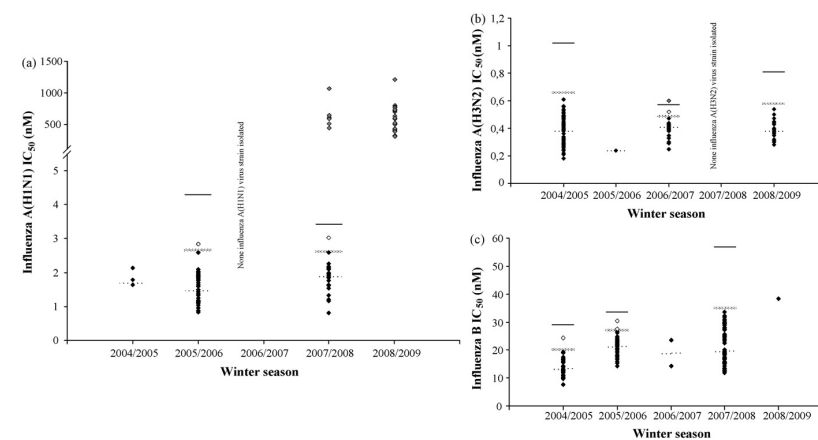 (a)
Influenza A(H1N1) IC50 (nM)
1500
1000
500
5
4
3
2
1
0
None influenza A(H1N1) virus strain isolated
2004/2005 2005/2006 2006/2007 2007/2008 2008/2009
Winter season
(b)
Influenza A(H3N2) IC50 (nM)
1,2
1
0,8
0,6
0,4
0,2
0
None influenza A(H3N2) virus strain isolated
2004/2005 2005/2006 2006/2007 2007/2008 2008/2009
Winter season
(c)
Influenza B IC50 (nM)
60
50
40
30
20
10
0
2004/2005 2005/2006 2006/2007 2007/2008 2008/2009
Winter season